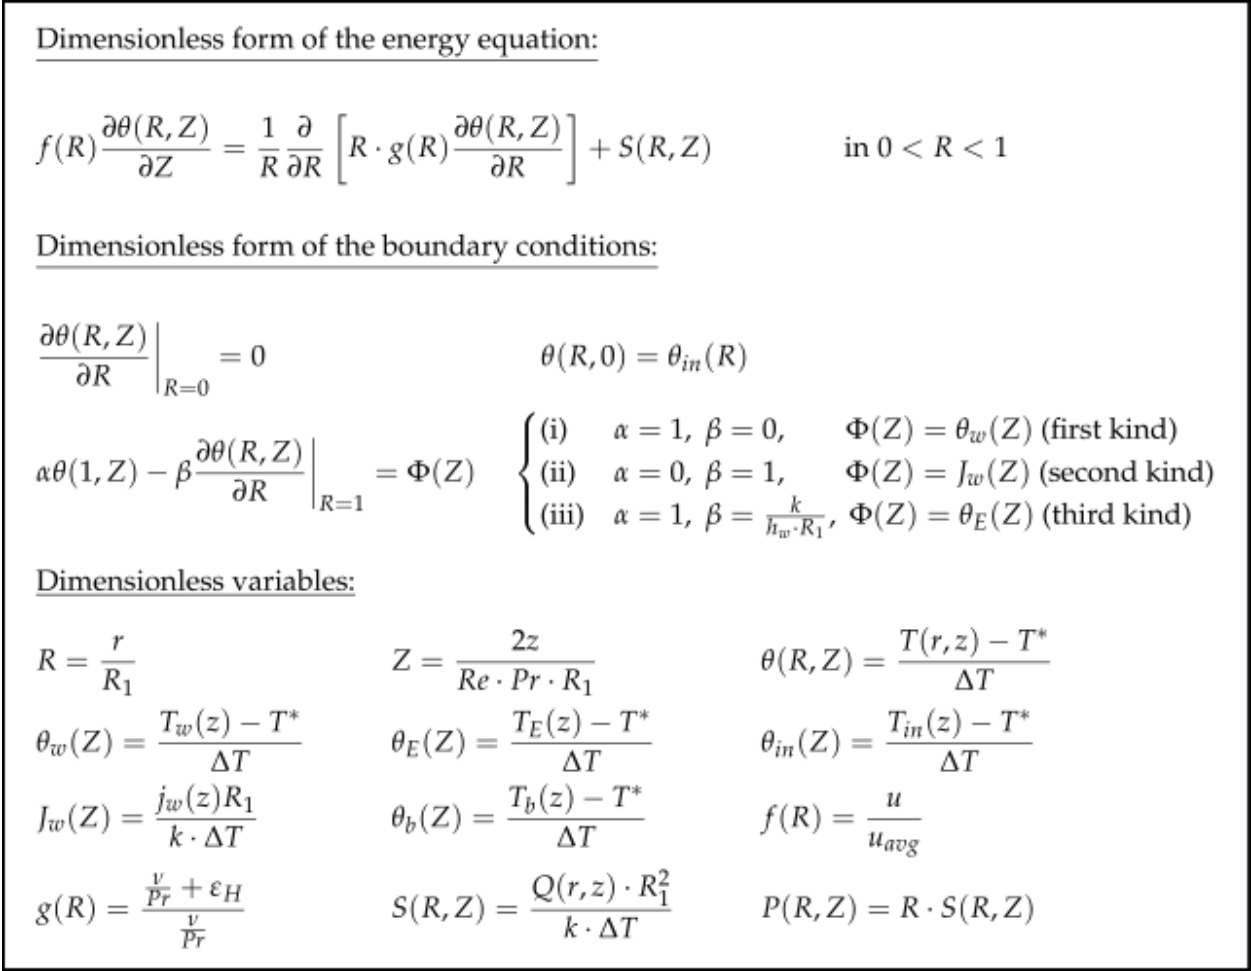 Dimensionless form of the energy equation:
f(R) ∂θ(R, Z)/∂Z = 1/R ∂/∂R [R · g(R) ∂θ(R, Z)/∂R] + S(R, Z) in 0 < R < 1
Dimensionless form of the boundary conditions:
∂θ(R, Z)/∂R |R=0 = 0 θ(R, 0) = θin(R)
αθ(1, Z) − β ∂θ(R, Z)/∂R |R=1 = Φ(Z)
(i) α = 1, β = 0, Φ(Z) = θw(Z) (first kind)
(ii) α = 0, β = 1, Φ(Z) = Jw(Z) (second kind)
(iii) α = 1, β = k/(hw·R1), Φ(Z) = θE(Z) (third kind)
Dimensionless variables:
R = r/R1 Z = 2z/(Re · Pr · R1) θ(R, Z) = (T(r, z) − T*)/ΔT
θw(Z) = (Tw(z) − T*)/ΔT θE(Z) = (TE(z) − T*)/ΔT θin(Z) = (Tin(z) − T*)/ΔT
Jw(Z) = jw(z)R1/(k · ΔT) θb(Z) = (Tb(z) − T*)/ΔT f(R) = u/uavg
g(R) = (ν/Pr + εH)/(ν/Pr) S(R, Z) = Q(r, z) · R1²/(k · ΔT) P(R, Z) = R · S(R, Z)